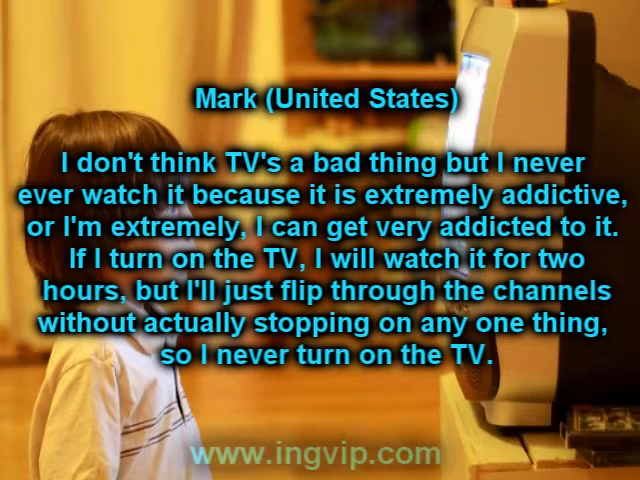 Mark (United States)
I don't think TV's a bad thing but I never
ever watch it because it is extremely addictive,
or I'm extremely, I can get very addicted to it.
If I turn on the TV, I will watch it for two
hours, but I'll just flip through the channels
without actually stopping on any one thing,
so I never turn on the TV.
www.ingvip.com